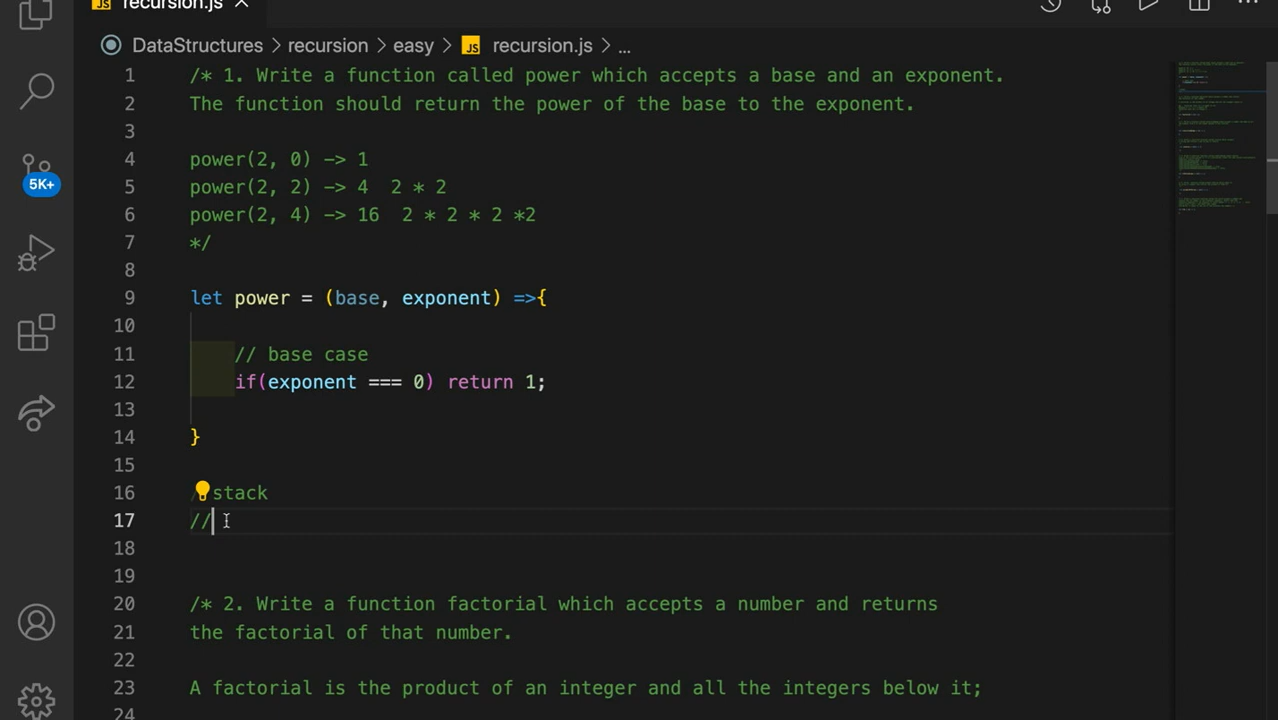 JS recursion.js
DataStructures > recursion > easy > JS recursion.js > ...
5K+
1 /* 1. Write a function called power which accepts a base and an exponent.
2 The function should return the power of the base to the exponent.
3
4 power(2, 0) -> 1
5 power(2, 2) -> 4  2 * 2
6 power(2, 4) -> 16  2 * 2 * 2 *2
7 */
8
9 let power = (base, exponent) =>{
10
11     // base case
12     if(exponent === 0) return 1;
13
14 }
15
16 /stack
17 //
18
19
20 /* 2. Write a function factorial which accepts a number and returns
21 the factorial of that number.
22
23 A factorial is the product of an integer and all the integers below it;
24